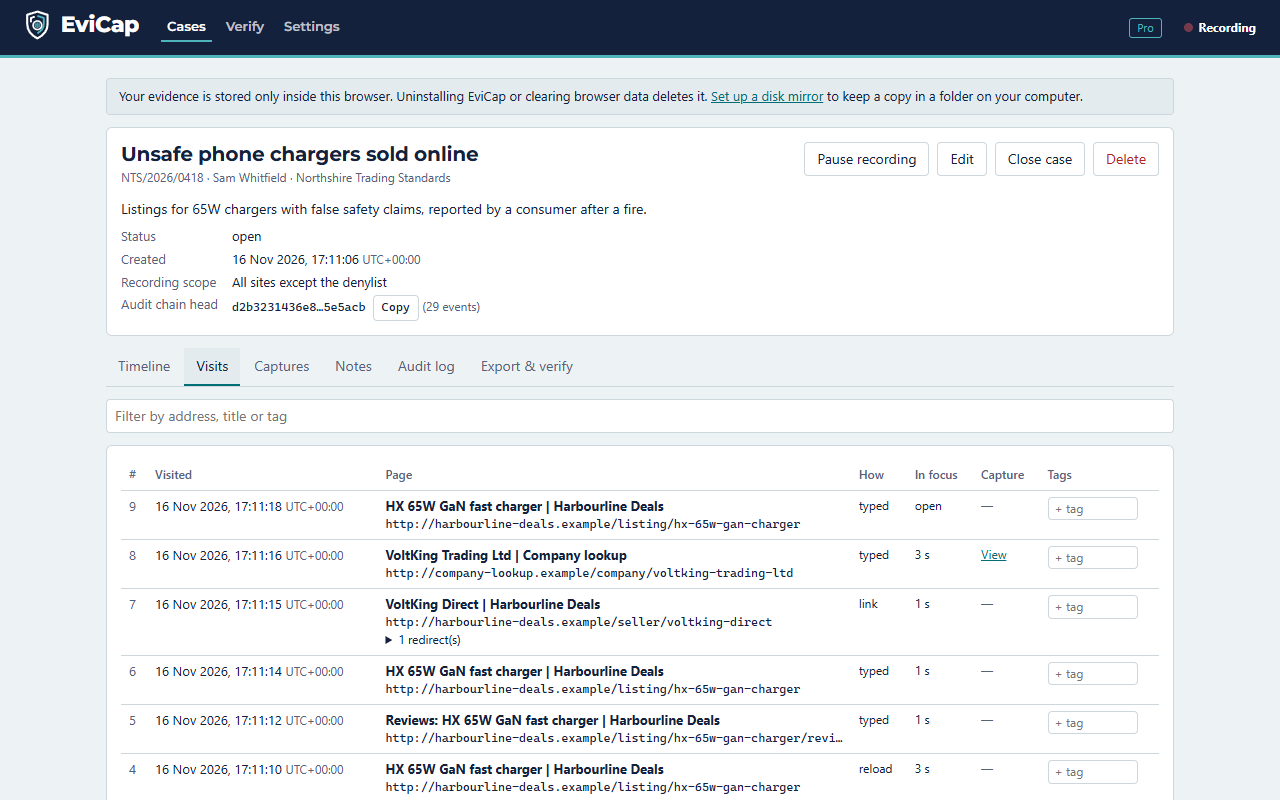 EviCap
Cases Verify Settings
Pro Recording
Your evidence is stored only inside this browser. Uninstalling EviCap or clearing browser data deletes it. Set up a disk mirror to keep a copy in a folder on your computer.
Unsafe phone chargers sold online
Pause recording Edit Close case Delete
NTS/2026/0418 · Sam Whitfield · Northshire Trading Standards
Listings for 65W chargers with false safety claims, reported by a consumer after a fire.
Status open
Created 16 Nov 2026, 17:11:06 UTC+00:00
Recording scope All sites except the denylist
Audit chain head d2b3231436e8…5e5acb Copy (29 events)
Timeline Visits Captures Notes Audit log Export & verify
Filter by address, title or tag
# Visited Page How In focus Capture Tags
9 16 Nov 2026, 17:11:18 UTC+00:00 HX 65W GaN fast charger | Harbourline Deals typed open — + tag
http://harbourline-deals.example/listing/hx-65w-gan-charger
8 16 Nov 2026, 17:11:16 UTC+00:00 VoltKing Trading Ltd | Company lookup typed 3 s View + tag
http://company-lookup.example/company/voltking-trading-ltd
7 16 Nov 2026, 17:11:15 UTC+00:00 VoltKing Direct | Harbourline Deals link 1 s — + tag
http://harbourline-deals.example/seller/voltking-direct
1 redirect(s)
6 16 Nov 2026, 17:11:14 UTC+00:00 HX 65W GaN fast charger | Harbourline Deals typed 1 s — + tag
http://harbourline-deals.example/listing/hx-65w-gan-charger
5 16 Nov 2026, 17:11:12 UTC+00:00 Reviews: HX 65W GaN fast charger | Harbourline Deals typed 1 s — + tag
http://harbourline-deals.example/listing/hx-65w-gan-charger/revi…
4 16 Nov 2026, 17:11:10 UTC+00:00 HX 65W GaN fast charger | Harbourline Deals reload 3 s — + tag
http://harbourline-deals.example/listing/hx-65w-gan-charger